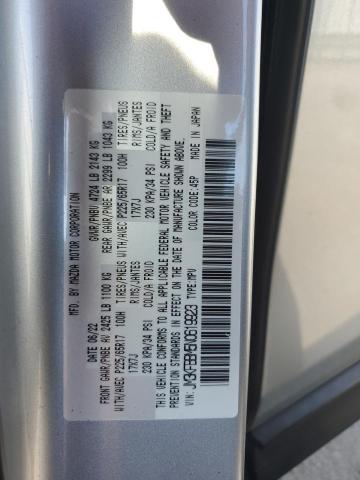 MFD. BY MAZDA MOTOR CORPORATION
DATE 06/22 GVWR/PNBV 4724 LB 2143 KG
FRONT GAWR/PNBE AV 2425 LB 1100 KG REAR GAWR/PNBE AR 2299 LB 1043 KG
WITH/AVEC P225/65R17 100H TIRES/PNEUS WITH/AVEC P225/65R17 100H TIRES/PNEUS
17X7J RIMS/JANTES 17X7J RIMS/JANTES
230 KPA/34 PSI COLD/A FROID 230 KPA/34 PSI COLD/A FROID
THIS VEHICLE CONFORMS TO ALL APPLICABLE FEDERAL MOTOR VEHICLE SAFETY AND THEFT
PREVENTION STANDARDS IN EFFECT ON THE DATE OF MANUFACTURE SHOWN ABOVE.
VIN: TYPE: MPV COLOR CODE: 45P MADE IN JAPAN